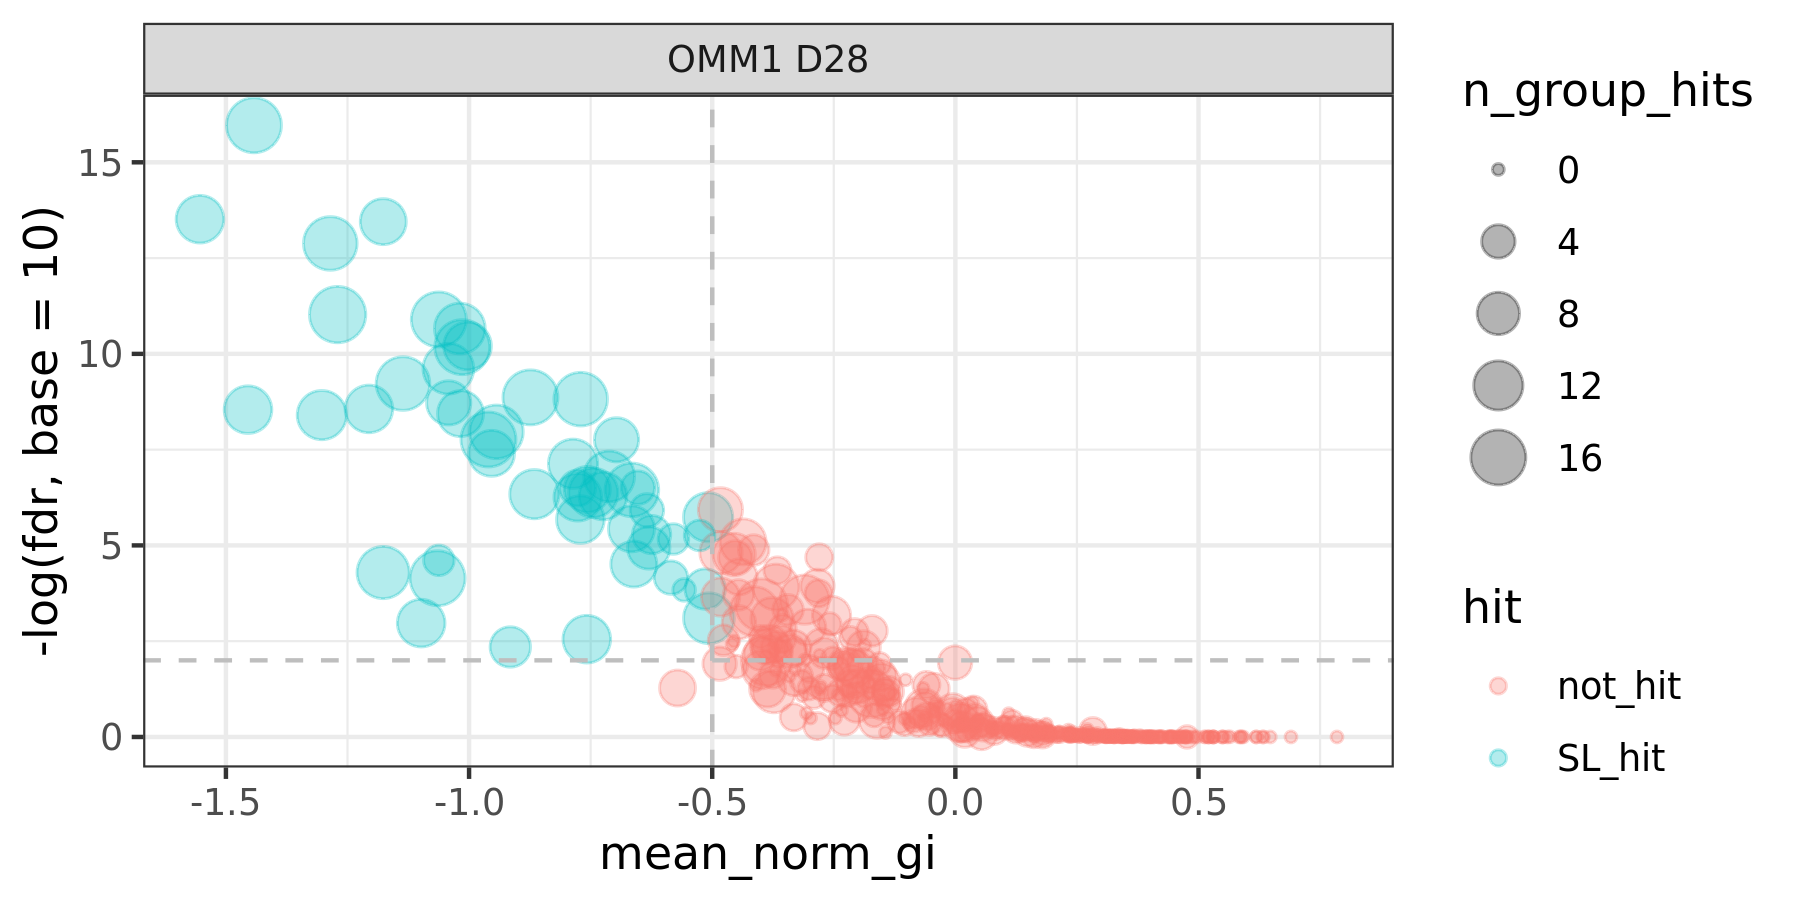 OMM1 D28
-log(fdr, base = 10)
15
10
5
0
-1.5
-1.0
-0.5
0.0
0.5
mean_norm_gi
n_group_hits
0
4
8
12
16
hit
not_hit
SL_hit